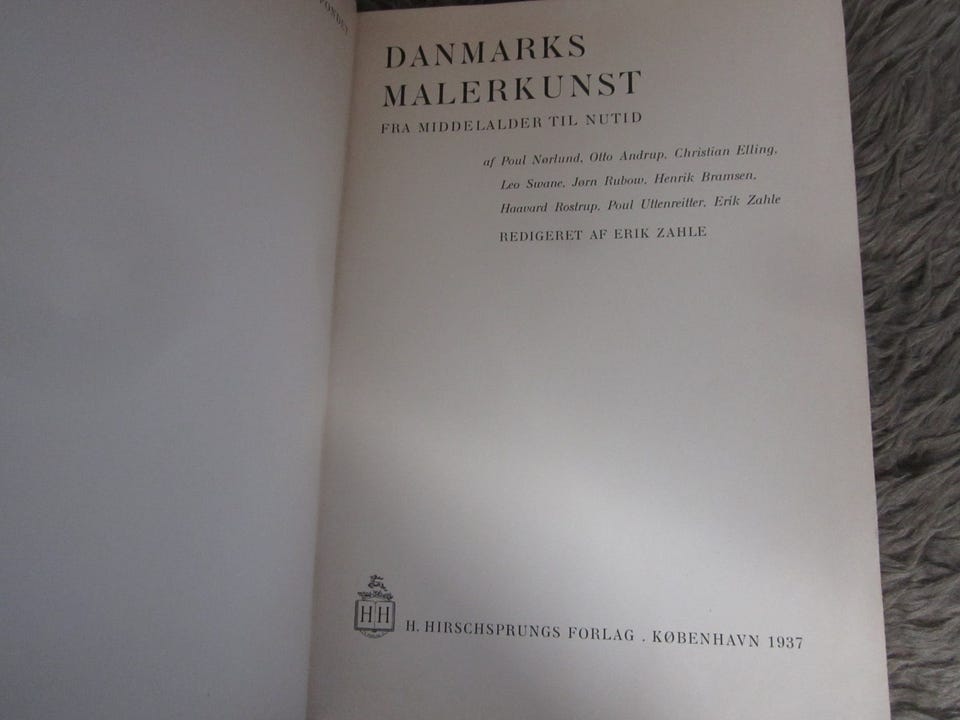 DANMARKS
MALERKUNST
FRA MIDDELALDER TIL NUTID
af Poul Nørlund, Otto Andrup, Christian Elling,
Leo Swane, Jørn Rubow, Henrik Bramsen,
Haavard Rostrup, Poul Uttenreitter, Erik Zahle
REDIGERET AF ERIK ZAHLE
HH
H. HIRSCHSPRUNGS FORLAG . KØBENHAVN 1937